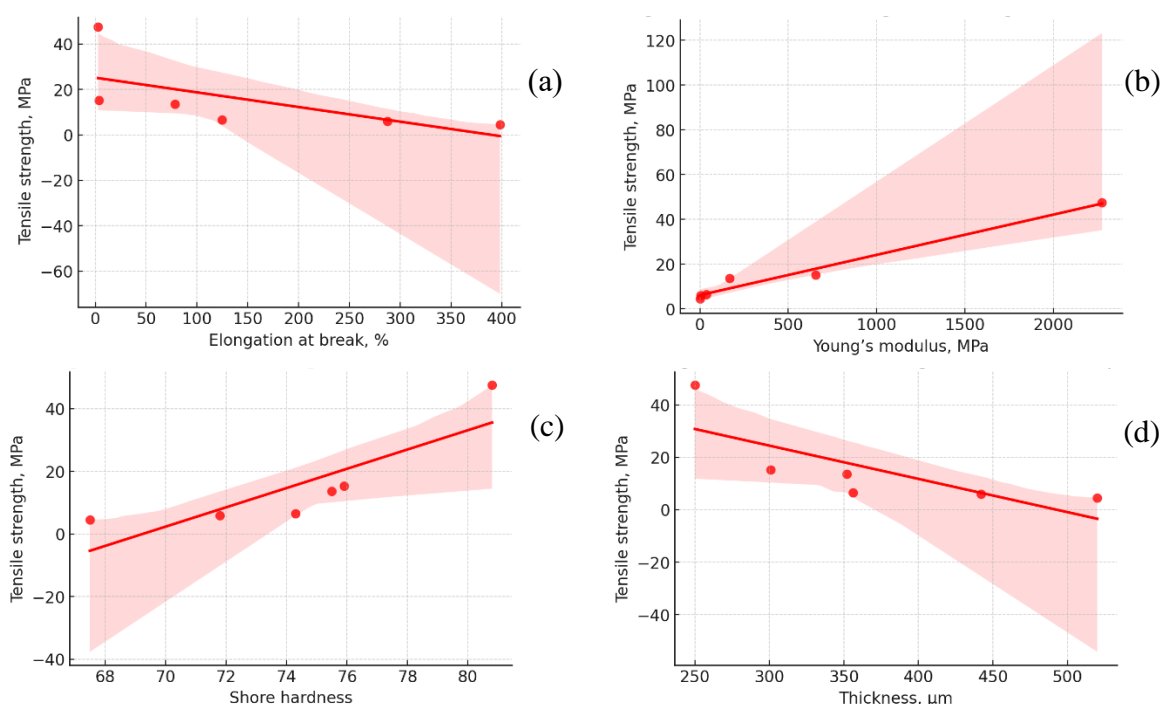 40
20
0
−20
−40
−60
Tensile strength, MPa
0 50 100 150 200 250 300 350 400
Elongation at break, %
(a)
120
100
80
60
40
20
0
Tensile strength, MPa
0 500 1000 1500 2000
Young’s modulus, MPa
(b)
40
20
0
−20
−40
Tensile strength, MPa
68 70 72 74 76 78 80
Shore hardness
(c)
40
20
0
−20
−40
Tensile strength, MPa
250 300 350 400 450 500
Thickness, μm
(d)